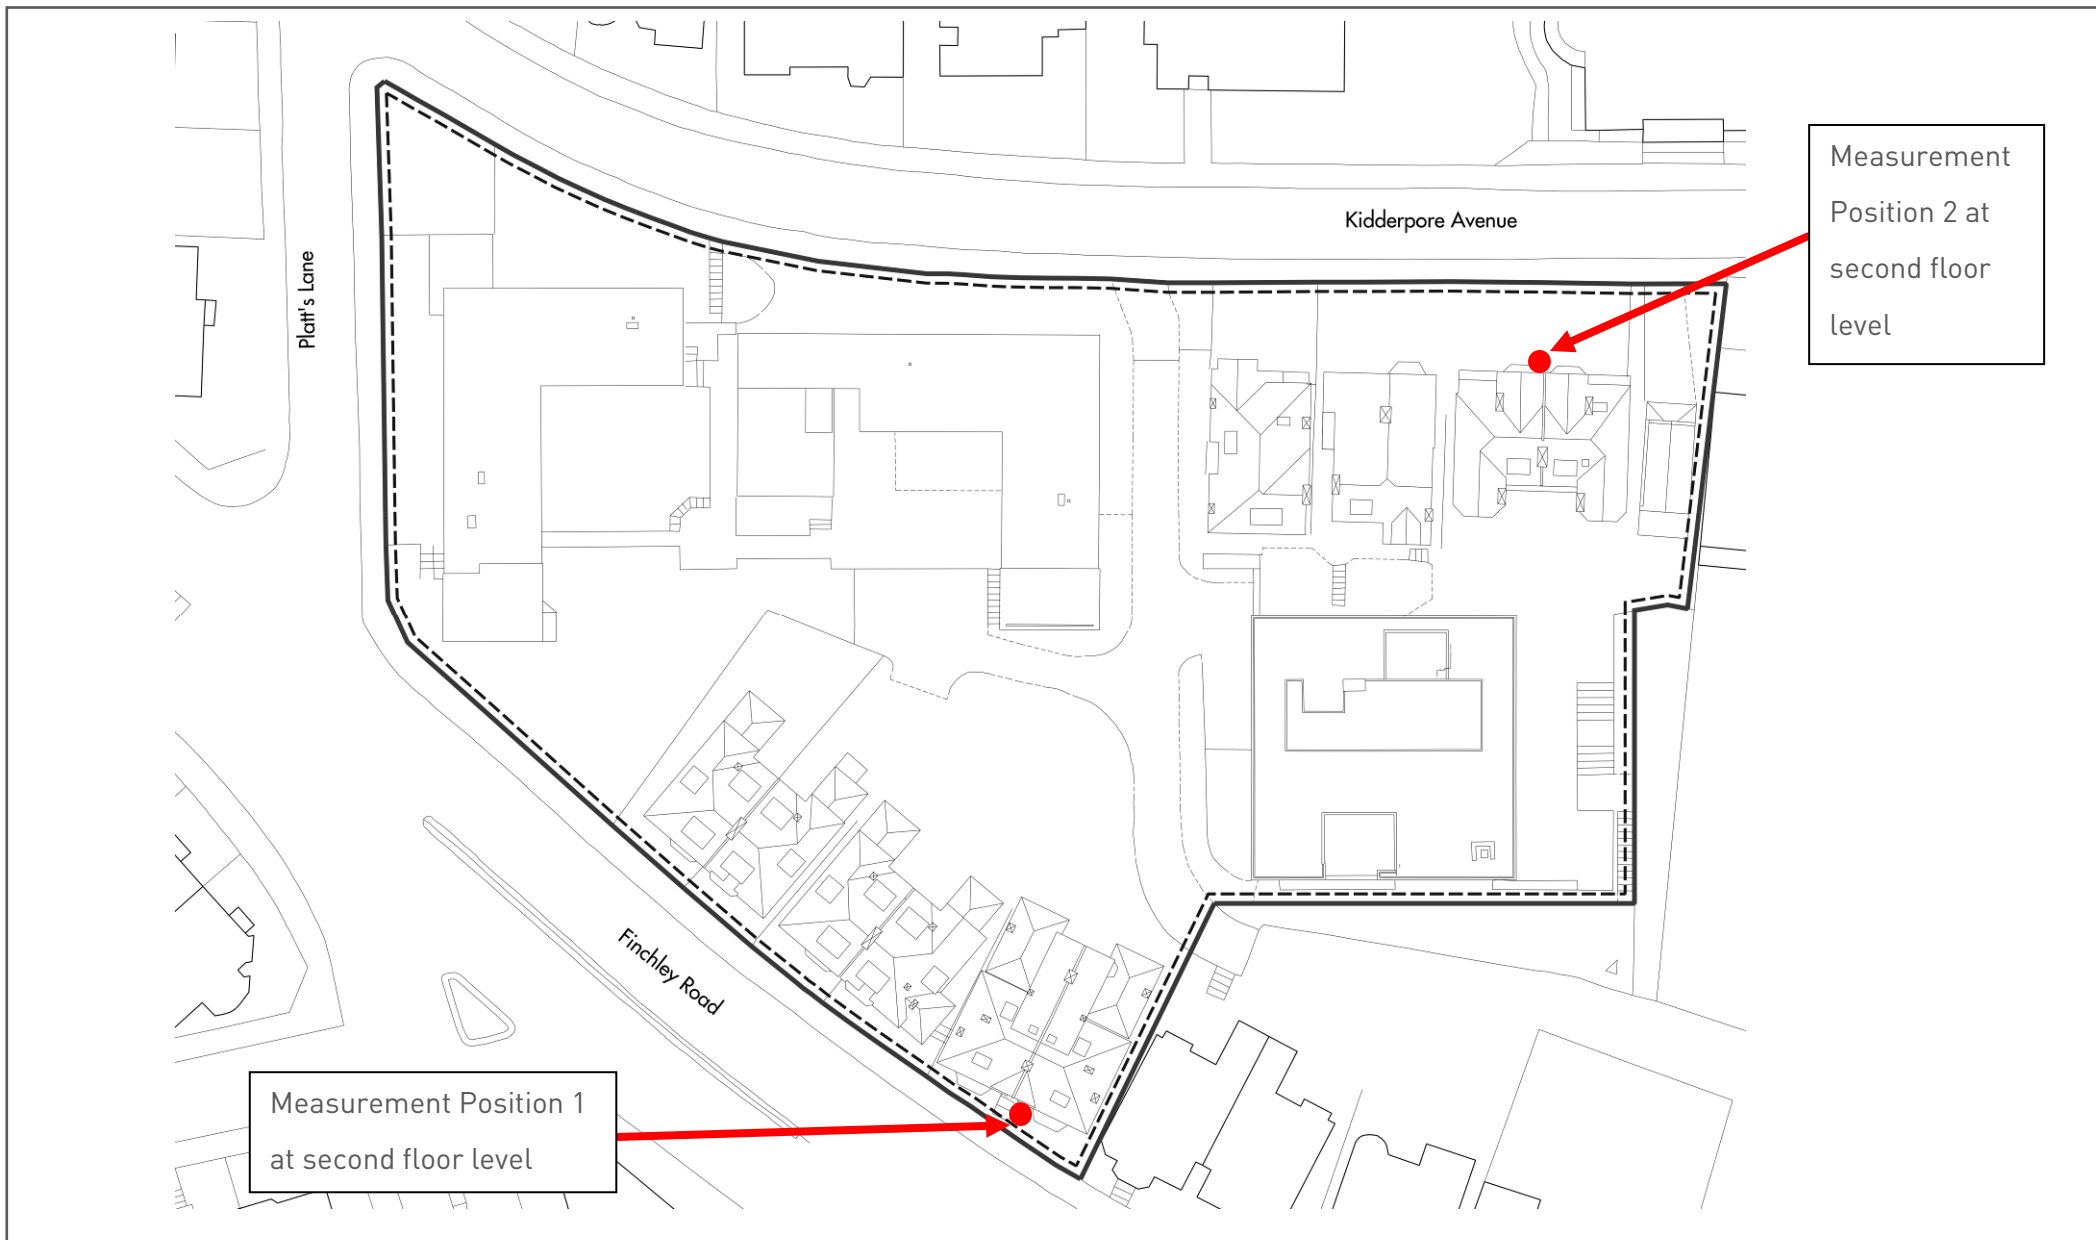 Kidderpore Avenue
Measurement
Position 2 at
second floor
level
Platt's Lane
Finchley Road
Measurement Position 1
at second floor level